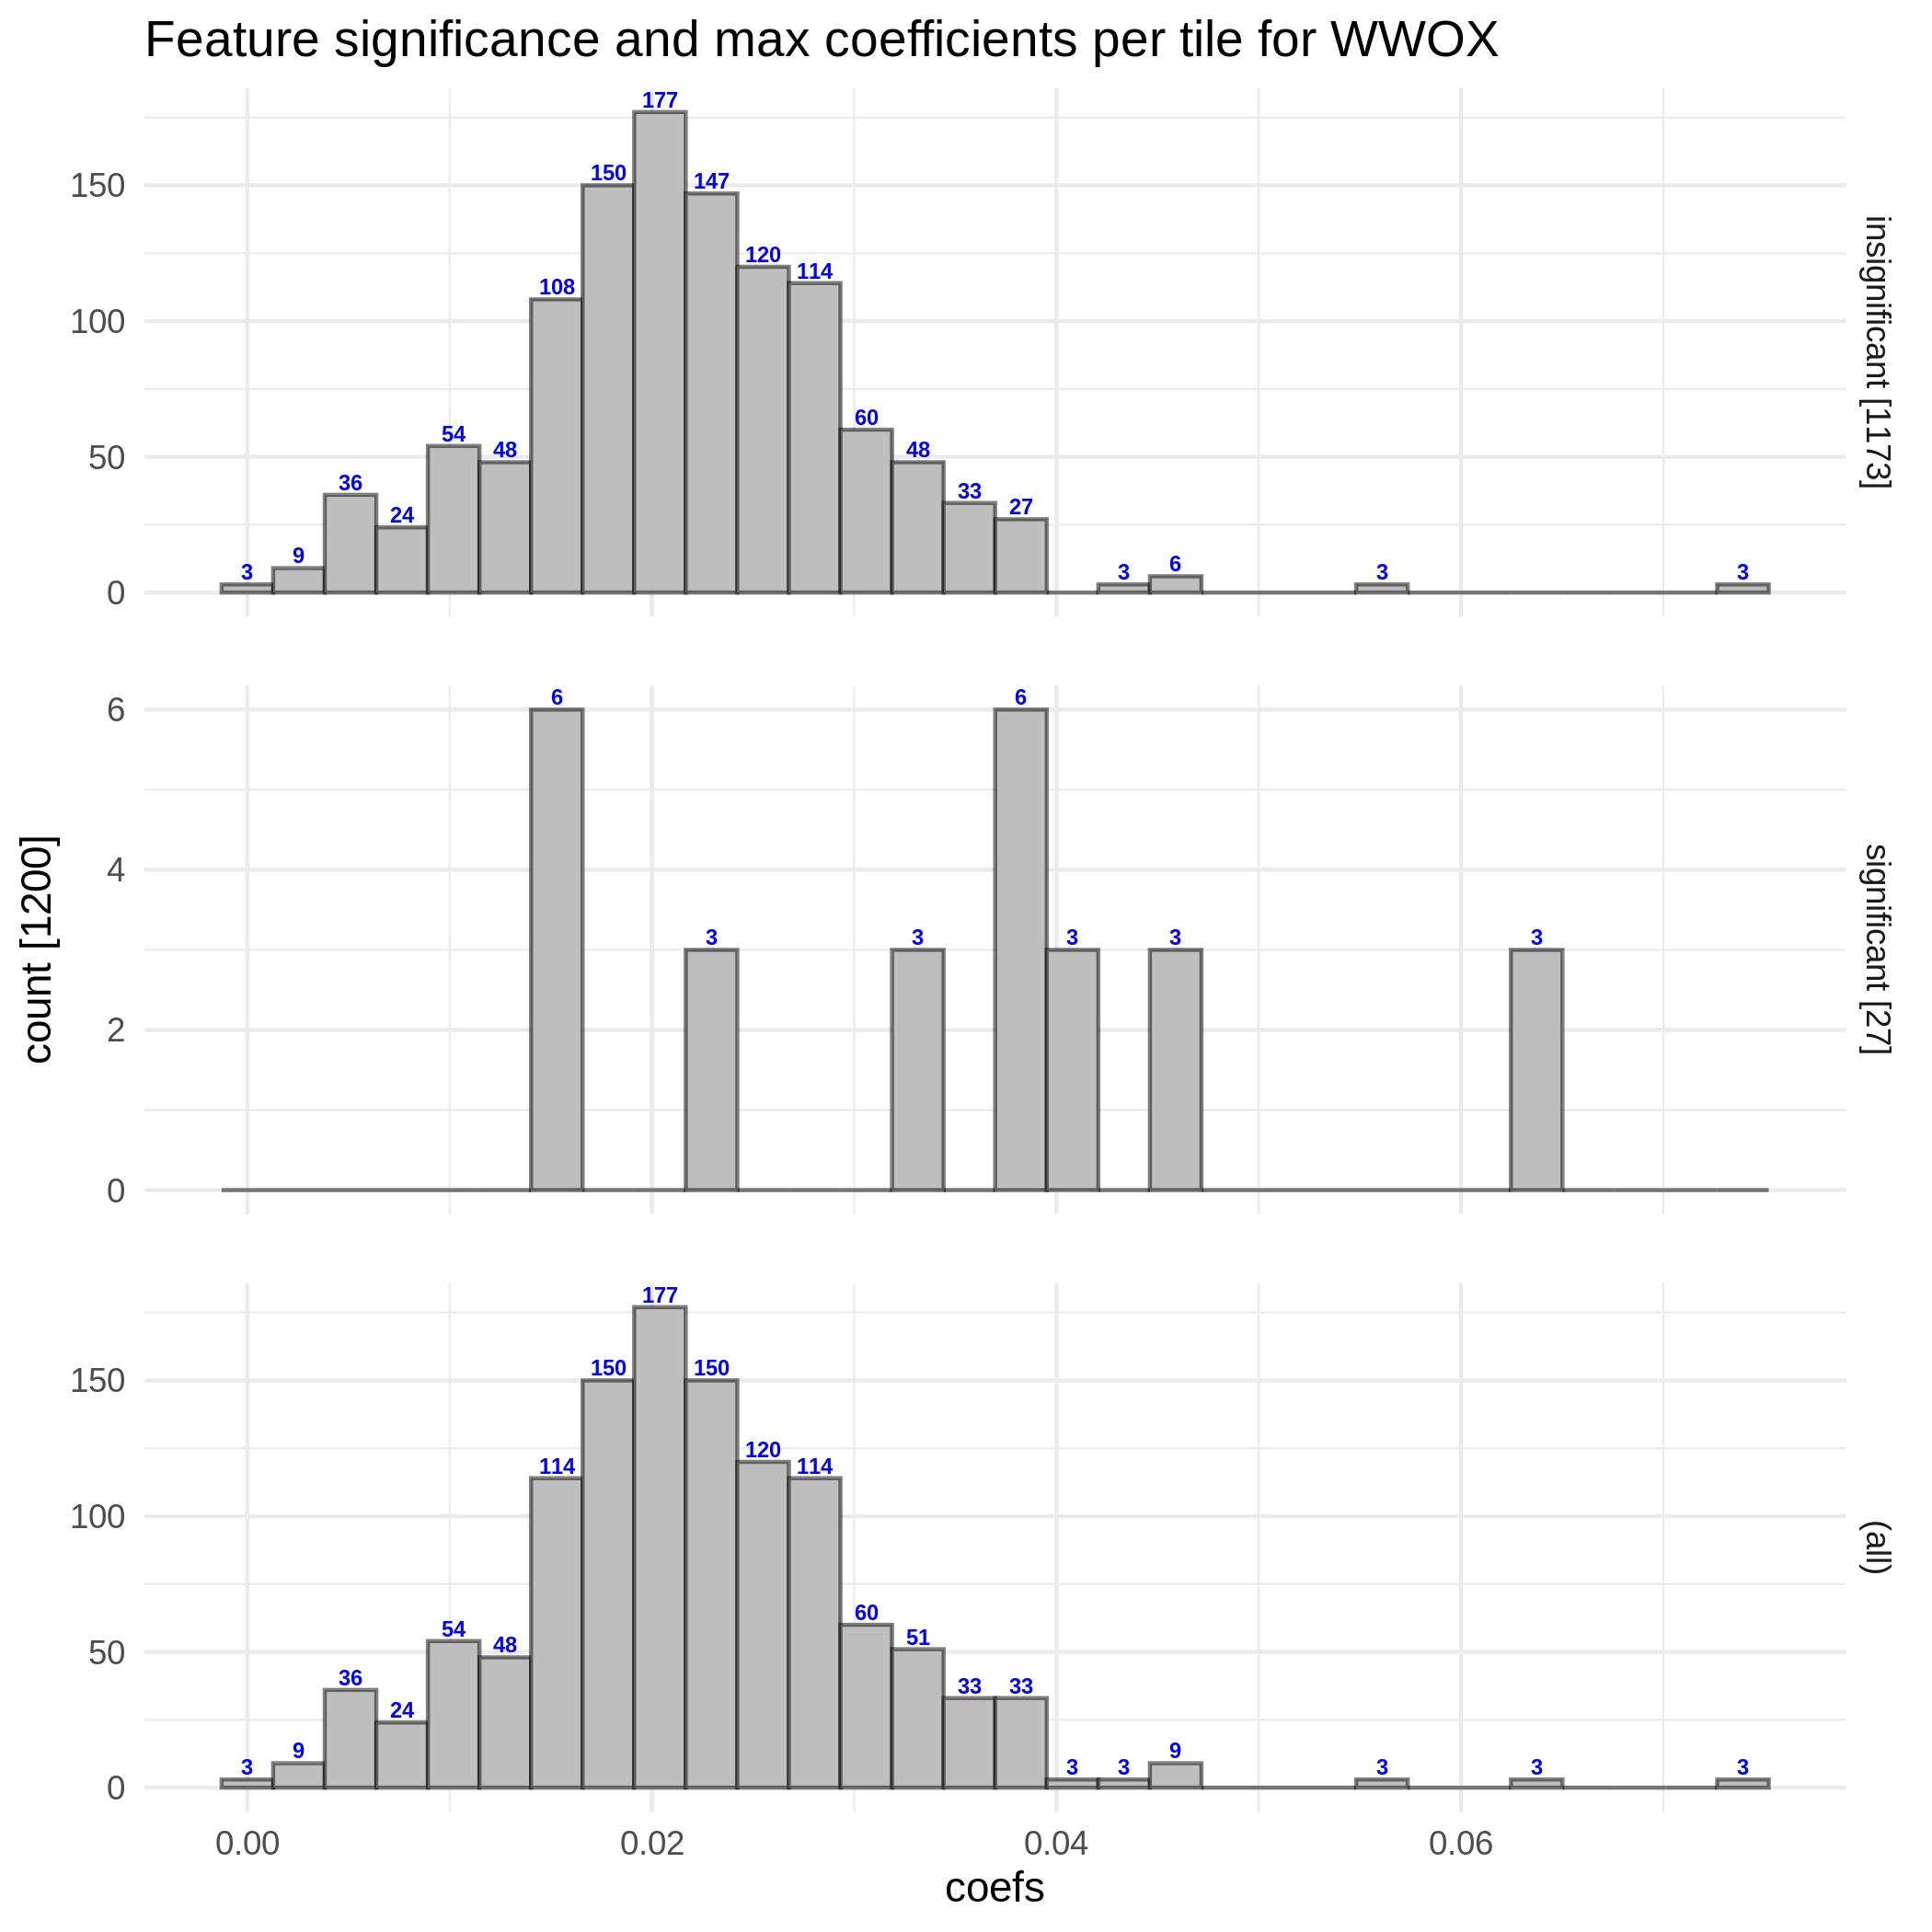 Feature significance and max coefficients per tile for WWOX
count [1200]
insignificant [1173]
150
100
50
0
3 9 36 24 54 48 108 150 177 147 120 114 60 48 33 27 3 6 3 3
significant [27]
6
4
2
0
6 3 3 6 3 3 3
(all)
150
100
50
0
3 9 36 24 54 48 114 150 177 150 120 114 60 51 33 33 3 3 9 3 3 3
0.00 0.02 0.04 0.06
coefs